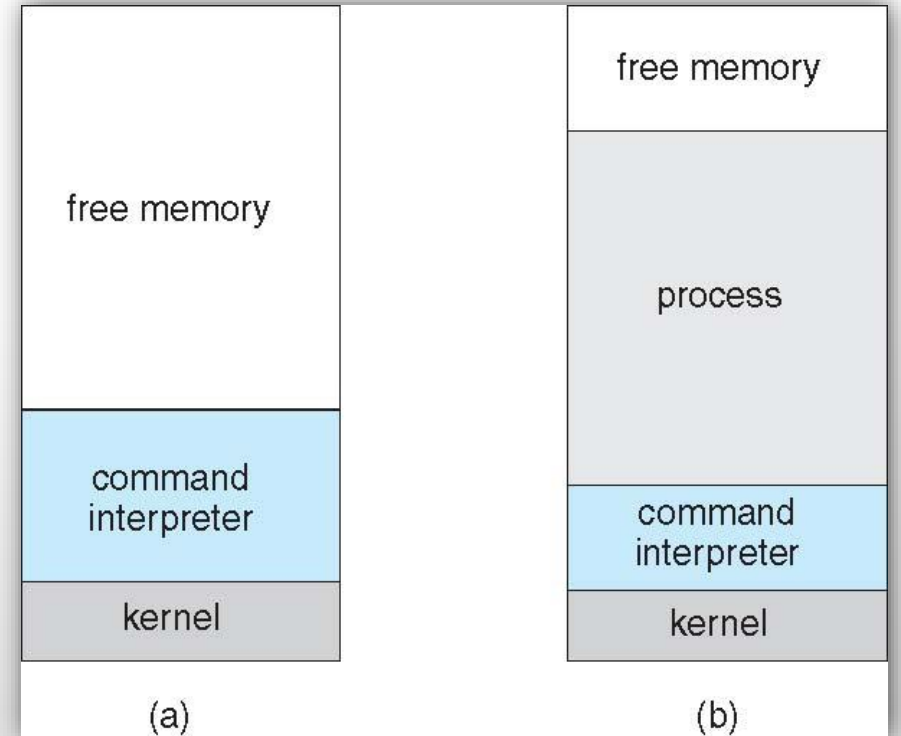 free memory
command
interpreter
kernel
(a)
free memory
process
command
interpreter
kernel
(b)